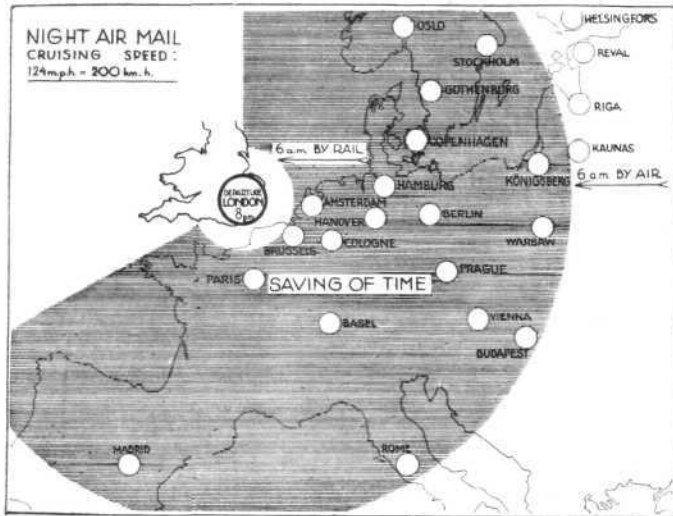 NIGHT AIR MAIL
CRUISING SPEED:
124 m.p.h = 200 km.h.
OSLO
HELSINGFORS
STOCKHOLM
REVAL
GOTHENBURG
RIGA
COPENHAGEN
KAUNAS
6 a.m BY RAIL
KÖNIGSBERG
6 a.m BY AIR
DEPARTURE
LONDON
8 P.M.
HAMBURG
AMSTERDAM
HANOVER
BERLIN
WARSAW
BRUSSELS
COLOGNE
PARIS
SAVING OF TIME
PRAGUE
BASEL
VIENNA
BUDAPEST
MADRID
ROME